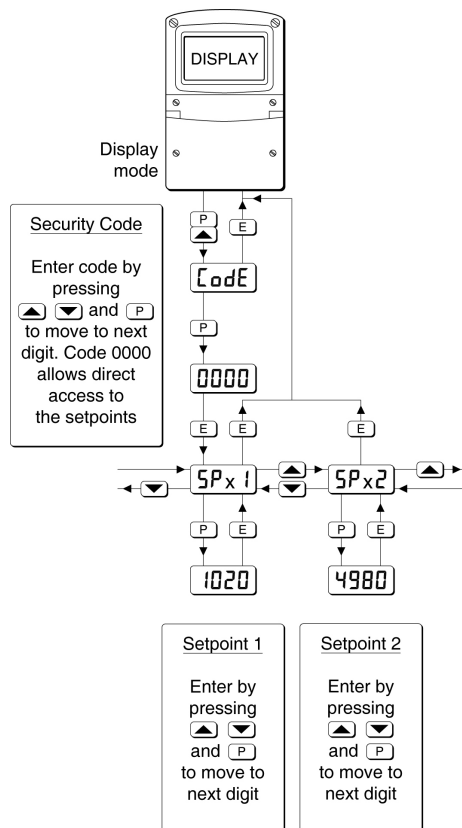 DISPLAY
Display
mode
P
▲
E
Security Code
Enter code by
pressing
▲ ▼ and P
to move to next
digit. Code 0000
allows direct
access to
the setpoints
CodE
P
0000
E E E
▼ SPx1 ▲ ▼ SPx2 ▲
P E P E
1020 4980
Setpoint 1
Enter by
pressing
▲ ▼
and P
to move to
next digit
Setpoint 2
Enter by
pressing
▲ ▼
and P
to move to
next digit